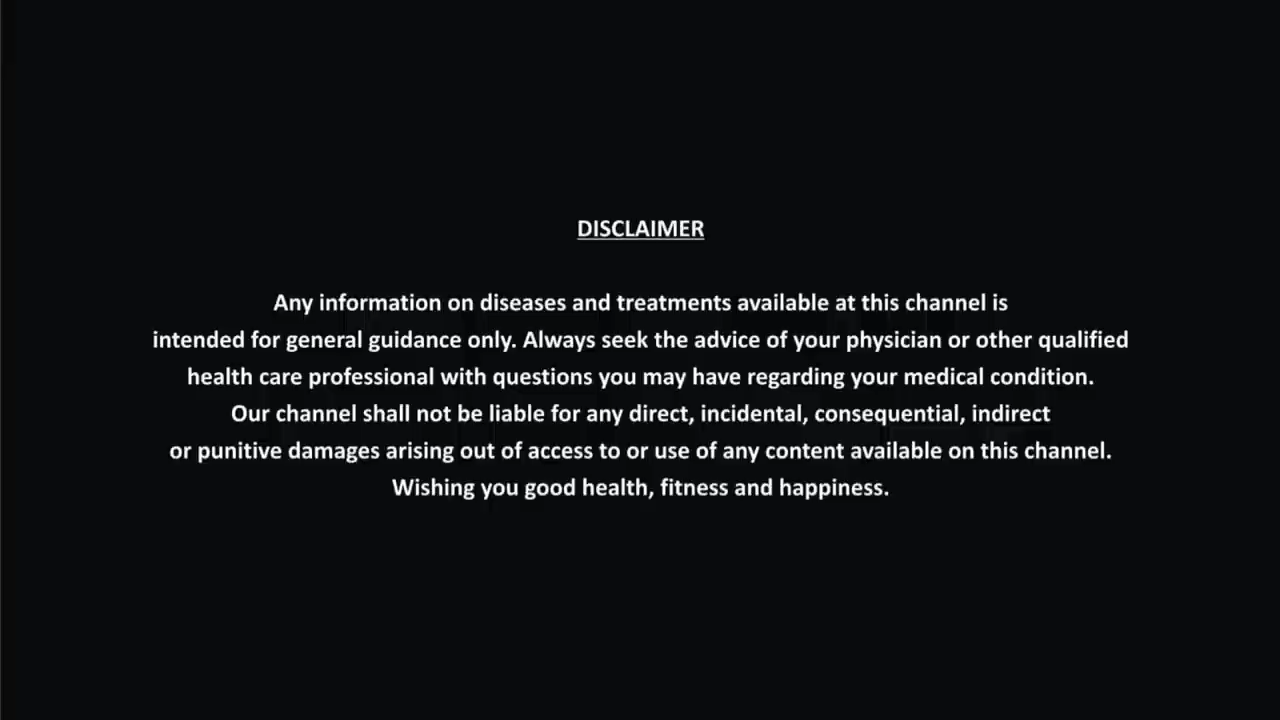 DISCLAIMER
Any information on diseases and treatments available at this channel is
intended for general guidance only. Always seek the advice of your physician or other qualified
health care professional with questions you may have regarding your medical condition.
Our channel shall not be liable for any direct, incidental, consequential, indirect
or punitive damages arising out of access to or use of any content available on this channel.
Wishing you good health, fitness and happiness.